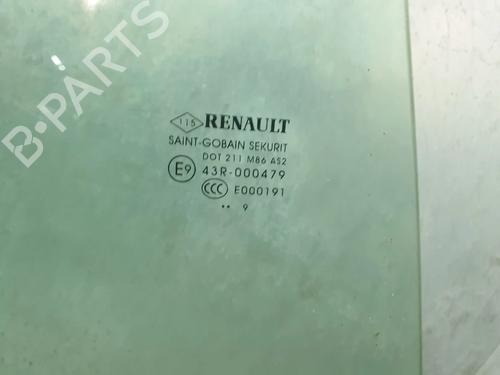 B-PARTS
115 RENAULT
SAINT-GOBAIN SEKURIT
DOT 211 M86 AS2
E9 43R-000479
CCC E000191
•• 9